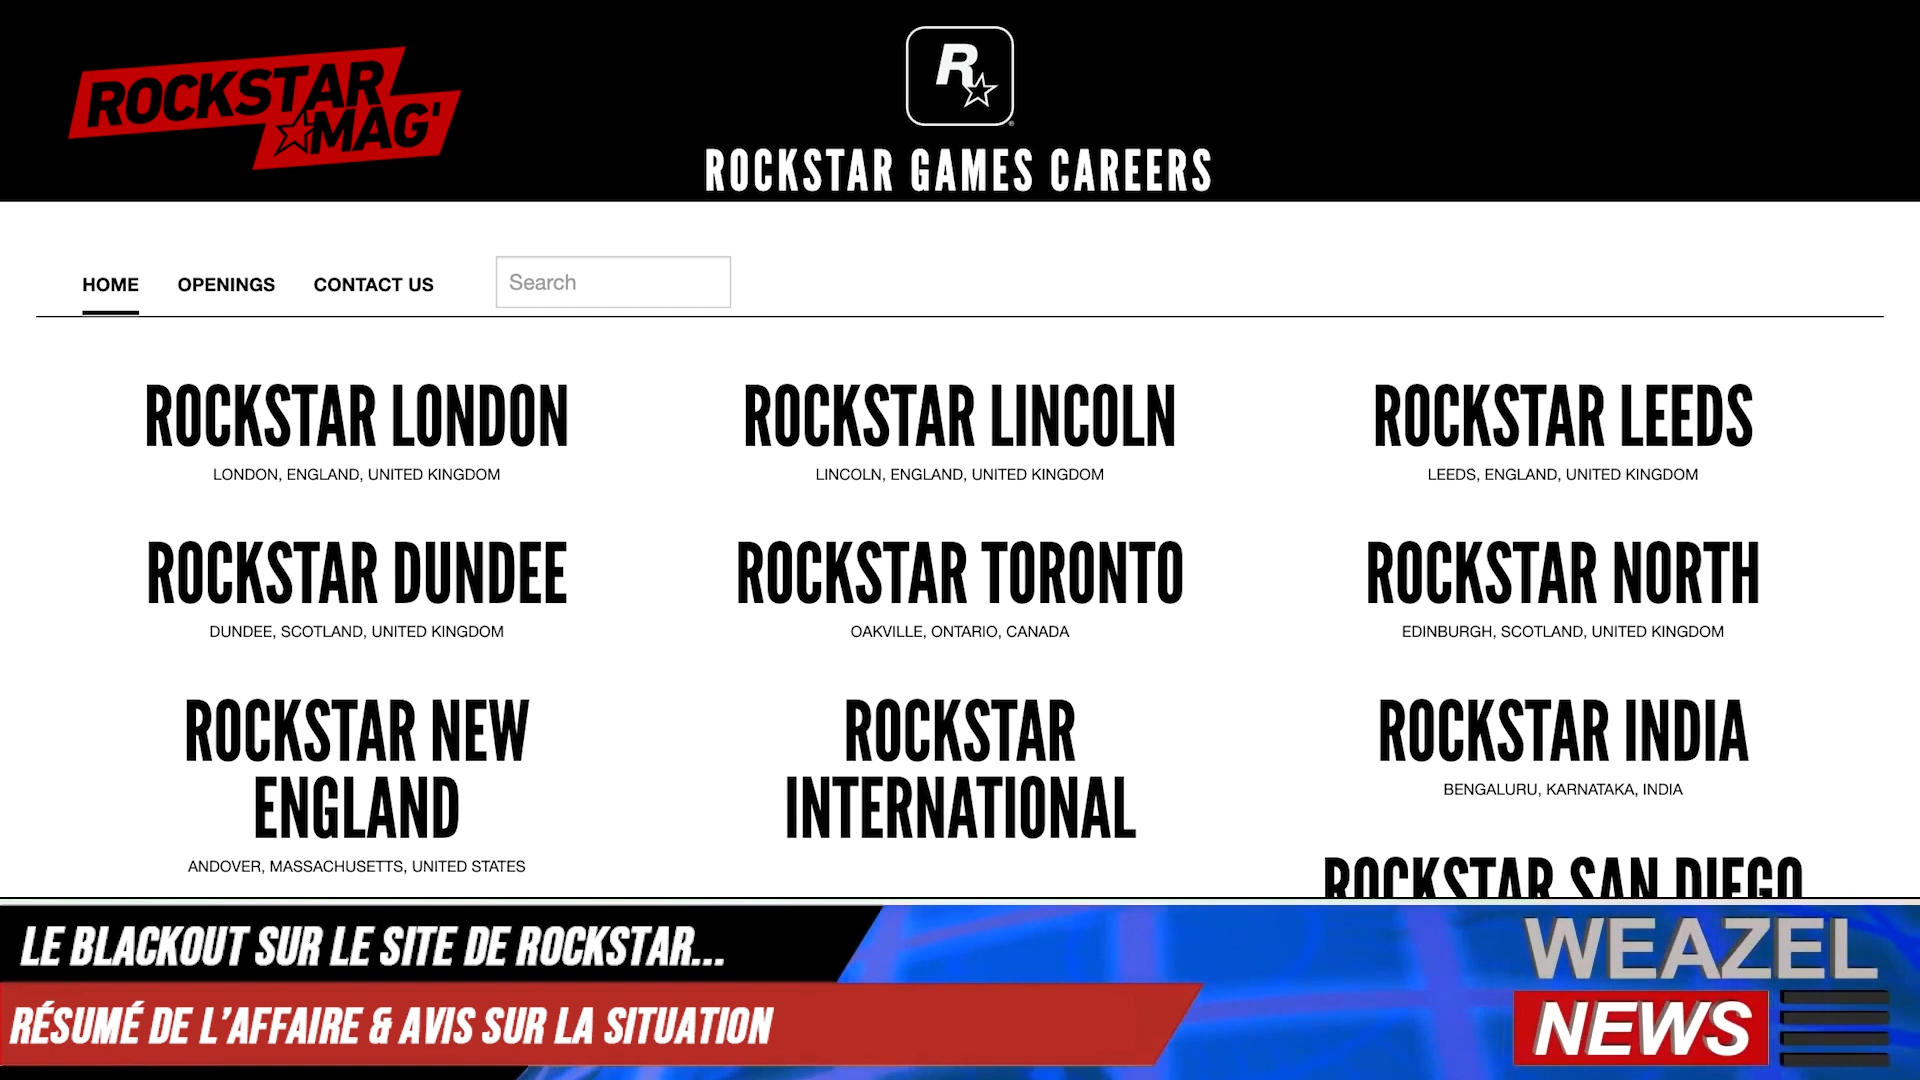 ROCKSTAR
MAG'
R
ROCKSTAR GAMES CAREERS
HOME OPENINGS CONTACT US Search
ROCKSTAR LONDON
LONDON, ENGLAND, UNITED KINGDOM
ROCKSTAR LINCOLN
LINCOLN, ENGLAND, UNITED KINGDOM
ROCKSTAR LEEDS
LEEDS, ENGLAND, UNITED KINGDOM
ROCKSTAR DUNDEE
DUNDEE, SCOTLAND, UNITED KINGDOM
ROCKSTAR TORONTO
OAKVILLE, ONTARIO, CANADA
ROCKSTAR NORTH
EDINBURGH, SCOTLAND, UNITED KINGDOM
ROCKSTAR NEW
ENGLAND
ANDOVER, MASSACHUSETTS, UNITED STATES
ROCKSTAR
INTERNATIONAL
ROCKSTAR INDIA
BENGALURU, KARNATAKA, INDIA
ROCKSTAR SAN DIEGO
LE BLACKOUT SUR LE SITE DE ROCKSTAR...
RÉSUMÉ DE L'AFFAIRE & AVIS SUR LA SITUATION
WEAZEL
NEWS